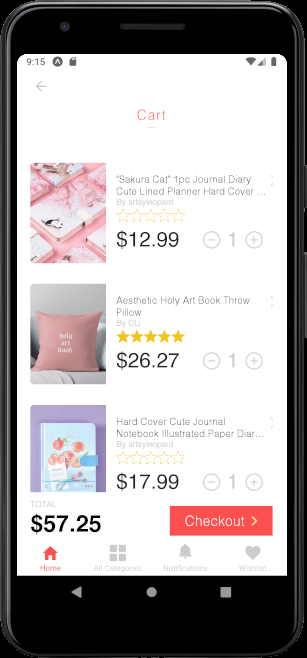 9:15
Cart
"Sakura Cat" 1pc Journal Diary
Cute Lined Planner Hard Cover ...
By artsyleopard
$12.99
1
holy
art
book
Aesthetic Holy Art Book Throw
Pillow
By CLi
$26.27
1
Hard Cover Cute Journal
Notebook Illustrated Paper Diar...
By artsyleopard
$17.99
1
TOTAL
$57.25
Checkout
Home
All Categories
Notifications
Wishlist